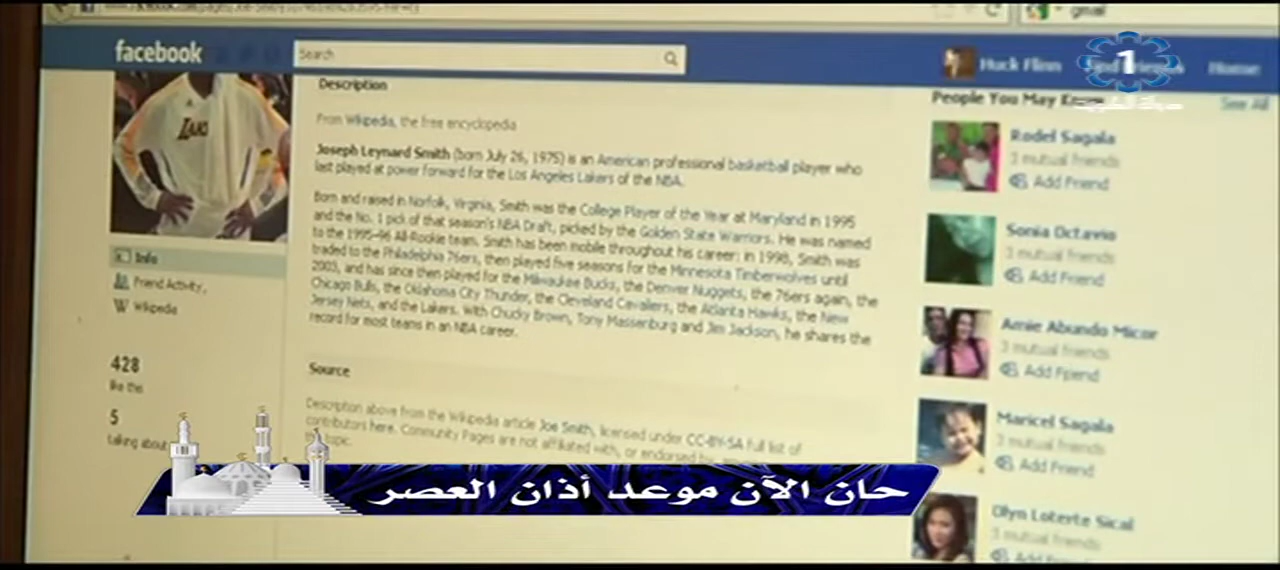 facebook
Search
gmail
Huck Flinn
Find Friends
Home
1
Description
From Wikipedia, the free encyclopedia
Joseph Leynard Smith (born July 26, 1975) is an American professional basketball player who
last played at power forward for the Los Angeles Lakers of the NBA.
Born and raised in Norfolk, Virginia, Smith was the College Player of the Year at Maryland in 1995
and the No. 1 pick of that season's NBA Draft, picked by the Golden State Warriors. He was named
to the 1995-96 All-Rookie team. Smith has been mobile throughout his career: in 1998, Smith was
traded to the Philadelphia 76ers, then played five seasons for the Minnesota Timberwolves until
2003, and has since then played for the Milwaukee Bucks, the Denver Nuggets, the 76ers again, the
Chicago Bulls, the Oklahoma City Thunder, the Cleveland Cavaliers, the Atlanta Hawks, the New
Jersey Nets, and the Lakers. With Chucky Brown, Tony Massenburg and Jim Jackson, he shares the
record for most teams in an NBA career.
Source
Description above from the Wikipedia article Joe Smith, licensed under CC-BY-SA full list of
contributors here. Community Pages are not affiliated with, or endorsed by,
topic.
Info
Friend Activity
Wikipedia
428
like this
5
talking about
People You May Know
See All
Rodel Sagala
3 mutual friends
Add Friend
Sonia Octavio
3 mutual friends
Add Friend
Amie Abundo Micor
3 mutual friends
Add Friend
Maricel Sagala
3 mutual friends
Add Friend
Olyn Loterte Sical
3 mutual friends
Add Friend
حان الآن موعد أذان العصر